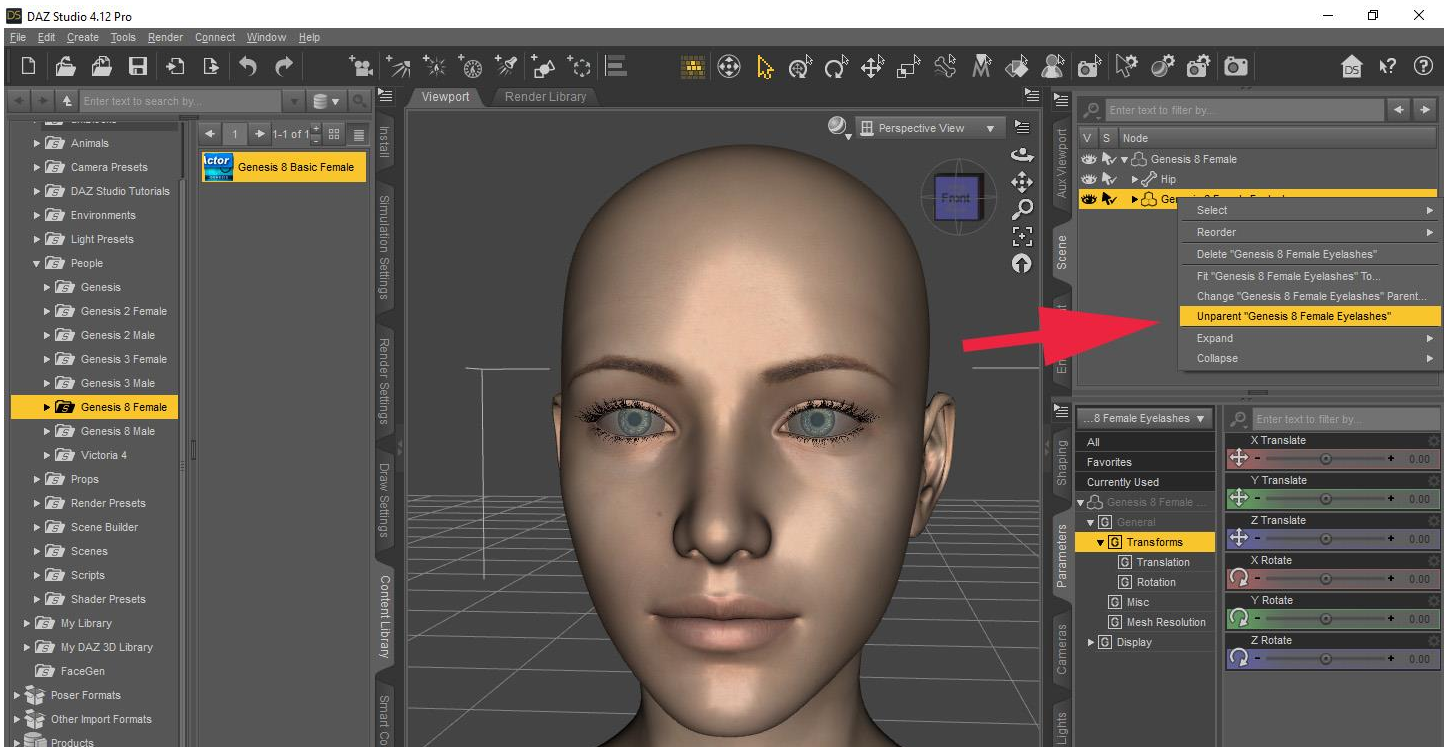 DS DAZ Studio 4.12 Pro
File Edit Create Tools Render Connect Window Help
DS
Enter text to search by...
Animals
Camera Presets
DAZ Studio Tutorials
Environments
Light Presets
People
Genesis
Genesis 2 Female
Genesis 2 Male
Genesis 3 Female
Genesis 3 Male
Genesis 8 Female
Genesis 8 Male
Victoria 4
Props
Render Presets
Scene Builder
Scenes
Scripts
Shader Presets
My Library
My DAZ 3D Library
FaceGen
Poser Formats
Other Import Formats
Products
1 1-1 of 1
Genesis 8 Basic Female
Install
Simulation Settings
Render Settings
Draw Settings
Content Library
Smart Co
Viewport Render Library
Perspective View
Front
Aux Viewport
Scene
Shaping
Parameters
Cameras
Lights
Enter text to filter by...
V S Node
Genesis 8 Female
Hip
Select
Reorder
Delete "Genesis 8 Female Eyelashes"
Fit "Genesis 8 Female Eyelashes" To...
Change "Genesis 8 Female Eyelashes" Parent...
Unparent "Genesis 8 Female Eyelashes"
Expand
Collapse
...8 Female Eyelashes
All
Favorites
Currently Used
Genesis 8 Female ...
G General
G Transforms
G Translation
G Rotation
G Misc
G Mesh Resolution
G Display
Enter text to filter by...
X Translate
- + 0.00
Y Translate
- + 0.00
Z Translate
- + 0.00
X Rotate
- + 0.00
Y Rotate
- + 0.00
Z Rotate
- + 0.00